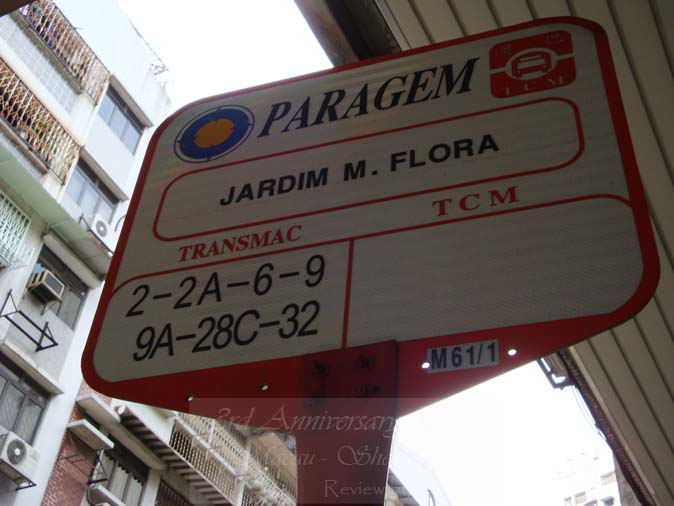 PARAGEM
TCM
JARDIM M. FLORA
TRANSMAC
TCM
2-2A-6-9
9A-28C-32
M61/1
3rd Anniversary
Review